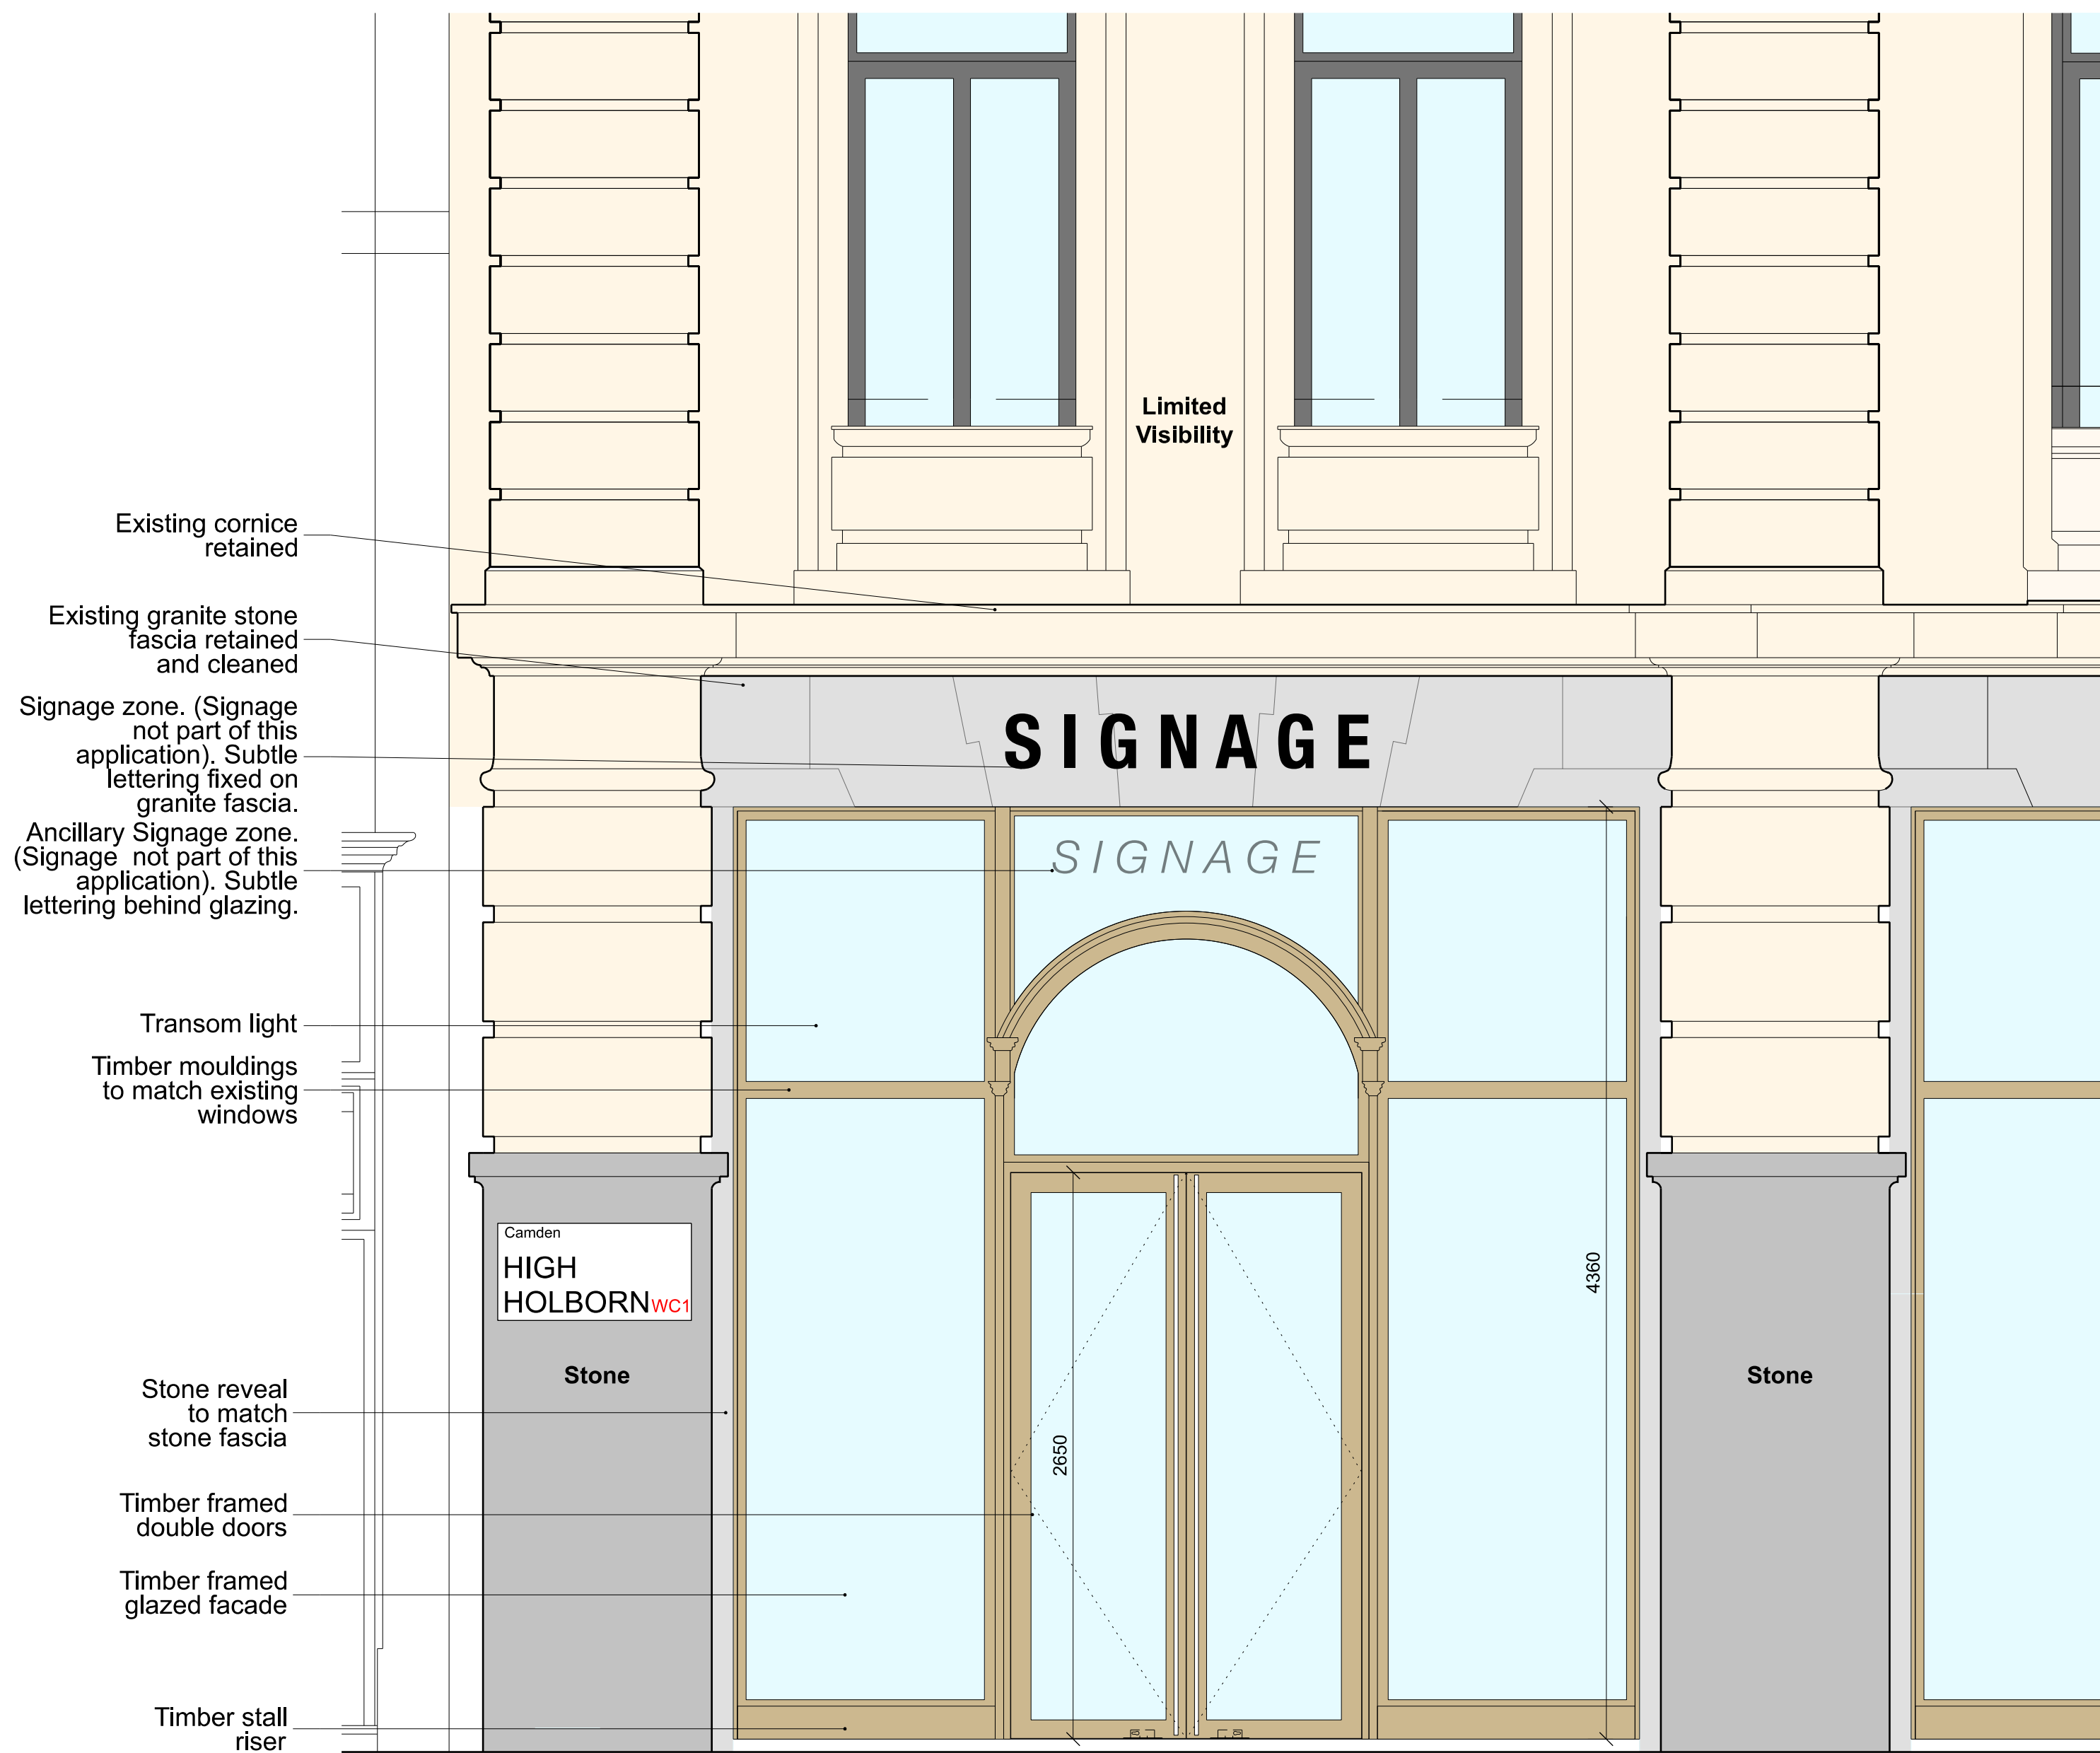 Limited
Visibility
Existing cornice
retained
Existing granite stone
fascia retained
and cleaned
Signage zone. (Signage
not part of this
application). Subtle
lettering fixed on
granite fascia.
SIGNAGE
Ancillary Signage zone.
(Signage not part of this
application). Subtle
lettering behind glazing.
SIGNAGE
Transom light
Timber mouldings
to match existing
windows
Camden
HIGH
HOLBORN WC1
4360
Stone
Stone
Stone reveal
to match
stone fascia
2650
Timber framed
double doors
Timber framed
glazed facade
Timber stall
riser